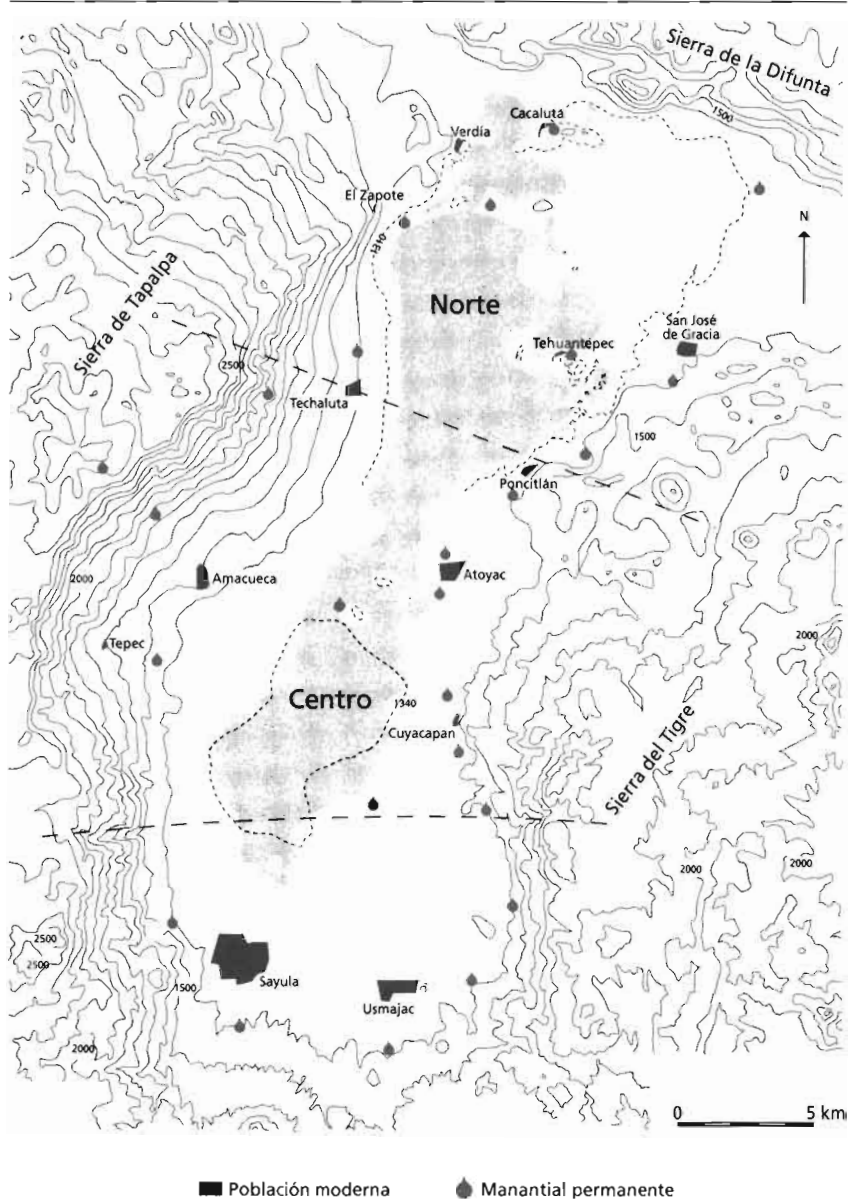 Sierra de la Difunta
1500
Cacaluta
Verdía
El Zapote
1310
N
Norte
Sierra de Tapalpa
San José
de Gracia
Tehuantepec
2500
Techaluta
1500
Poncitlán
2000
Amacueca
Atoyac
2000
Tepec
Centro
1340
Cuyacapan
Sierra del Tigre
2000
2000
2500
2500
Sayula
1500
Usmajac
2000
0 5 km
Población moderna
Manantial permanente